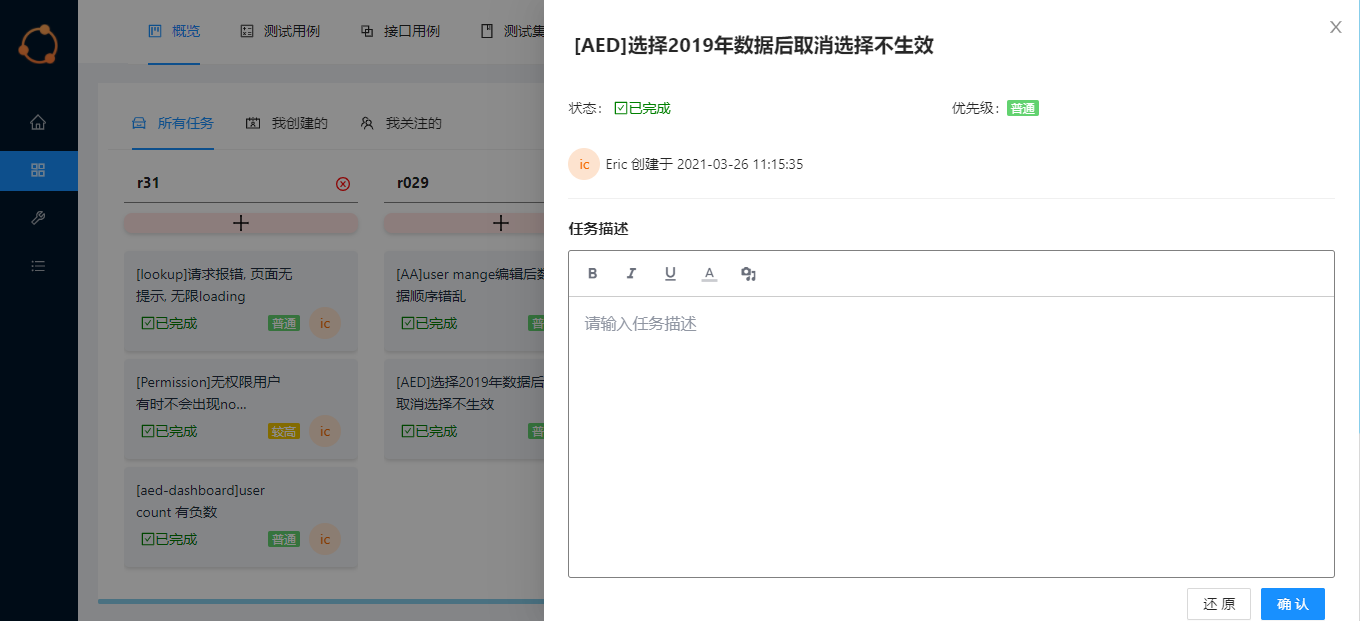 概览
测试用例
接口用例
测试集
所有任务
我创建的
我关注的
r31
r029
[lookup]请求报错, 页面无
提示, 无限loading
已完成
普通
ic
[Permission]无权限用户
有时不会出现no...
已完成
较高
ic
[aed-dashboard]user
count 有负数
已完成
普通
ic
[AA]user mange编辑后数
据顺序错乱
已完成
普
[AED]选择2019年数据后
取消选择不生效
已完成
普
[AED]选择2019年数据后取消选择不生效
X
状态：
已完成
优先级：
普通
ic
Eric 创建于 2021-03-26 11:15:35
任务描述
B I U A
请输入任务描述
还 原
确 认